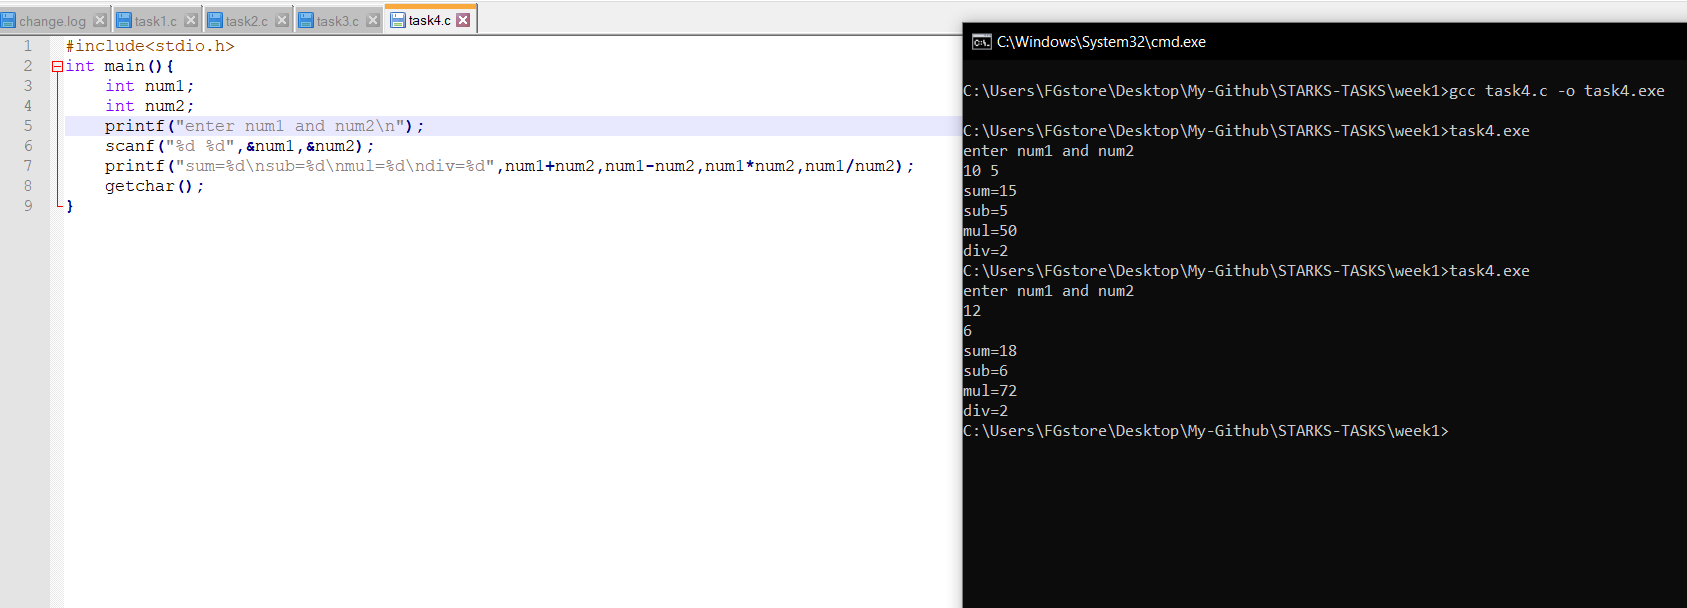 change.log task1.c task2.c task3.c task4.c
1 #include<stdio.h>
2 int main(){
3 int num1;
4 int num2;
5 printf("enter num1 and num2\n");
6 scanf("%d %d",&num1,&num2);
7 printf("sum=%d\nsub=%d\nmul=%d\ndiv=%d",num1+num2,num1-num2,num1*num2,num1/num2);
8 getchar();
9 }
C:\Windows\System32\cmd.exe
C:\Users\FGstore\Desktop\My-Github\STARKS-TASKS\week1>gcc task4.c -o task4.exe
C:\Users\FGstore\Desktop\My-Github\STARKS-TASKS\week1>task4.exe
enter num1 and num2
10 5
sum=15
sub=5
mul=50
div=2
C:\Users\FGstore\Desktop\My-Github\STARKS-TASKS\week1>task4.exe
enter num1 and num2
12
6
sum=18
sub=6
mul=72
div=2
C:\Users\FGstore\Desktop\My-Github\STARKS-TASKS\week1>